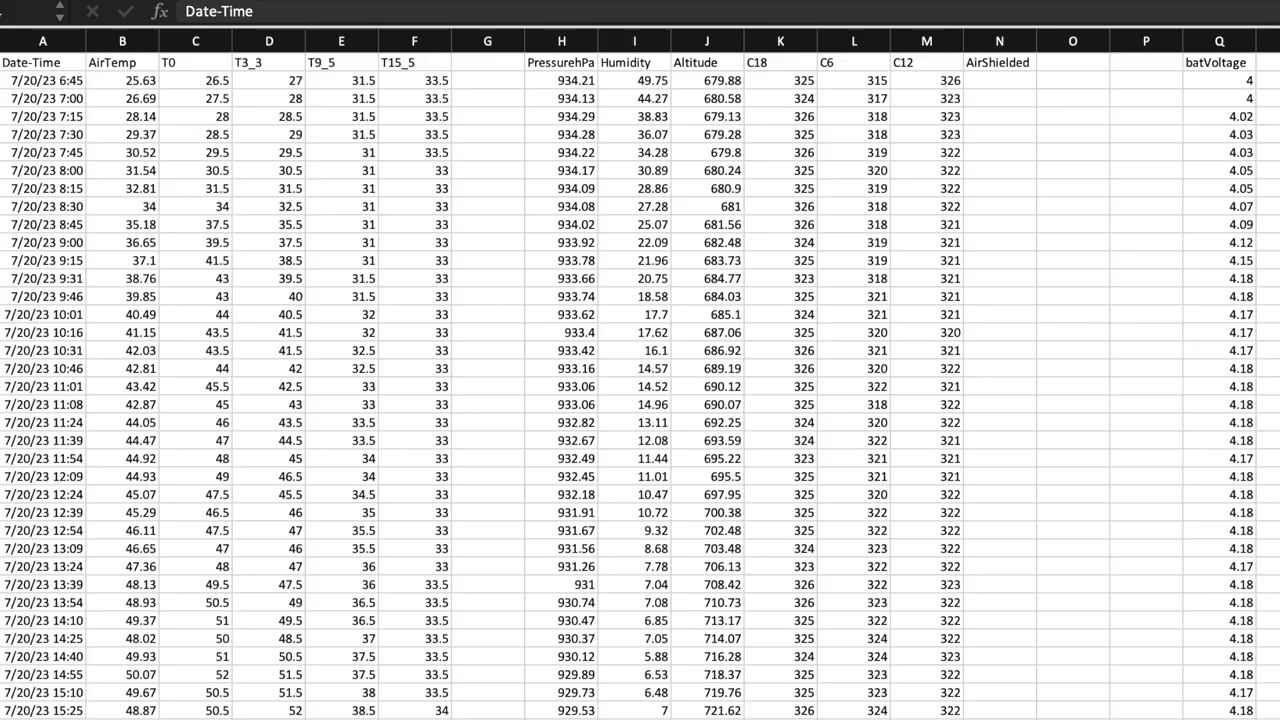 fx Date-Time
A B C D E F G H I J K L M N O P Q
Date-Time AirTemp T0 T3_3 T9_5 T15_5 PressurehPa Humidity Altitude C18 C6 C12 AirShielded batVoltage
7/20/23 6:45 25.63 26.5 27 31.5 33.5 934.21 49.75 679.88 325 315 326 4
7/20/23 7:00 26.69 27.5 28 31.5 33.5 934.13 44.27 680.58 324 317 323 4
7/20/23 7:15 28.14 28 28.5 31.5 33.5 934.29 38.83 679.13 326 318 323 4.02
7/20/23 7:30 29.37 28.5 29 31.5 33.5 934.28 36.07 679.28 325 318 323 4.03
7/20/23 7:45 30.52 29.5 29.5 31 33.5 934.22 34.28 679.8 326 319 322 4.03
7/20/23 8:00 31.54 30.5 30.5 31 33 934.17 30.89 680.24 325 320 322 4.05
7/20/23 8:15 32.81 31.5 31.5 31 33 934.09 28.86 680.9 325 319 322 4.05
7/20/23 8:30 34 34 32.5 31 33 934.08 27.28 681 326 318 322 4.07
7/20/23 8:45 35.18 37.5 35.5 31 33 934.02 25.07 681.56 326 318 321 4.09
7/20/23 9:00 36.65 39.5 37.5 31 33 933.92 22.09 682.48 324 319 321 4.12
7/20/23 9:15 37.1 41.5 38.5 31 33 933.78 21.96 683.73 325 319 321 4.15
7/20/23 9:31 38.76 43 39.5 31.5 33 933.66 20.75 684.77 323 318 321 4.18
7/20/23 9:46 39.85 43 40 31.5 33 933.74 18.58 684.03 325 321 321 4.18
7/20/23 10:01 40.49 44 40.5 32 33 933.62 17.7 685.1 324 321 321 4.17
7/20/23 10:16 41.15 43.5 41.5 32 33 933.4 17.62 687.06 325 320 320 4.17
7/20/23 10:31 42.03 43.5 41.5 32.5 33 933.42 16.1 686.92 326 321 321 4.17
7/20/23 10:46 42.81 44 42 32.5 33 933.16 14.57 689.19 326 320 322 4.18
7/20/23 11:01 43.42 45.5 42.5 33 33 933.06 14.52 690.12 325 322 321 4.18
7/20/23 11:08 42.87 45 43 33 33 933.06 14.96 690.07 325 318 322 4.18
7/20/23 11:24 44.05 46 43.5 33.5 33 932.82 13.11 692.25 324 320 322 4.18
7/20/23 11:39 44.47 47 44.5 33.5 33 932.67 12.08 693.59 324 322 321 4.18
7/20/23 11:54 44.92 48 45 34 33 932.49 11.44 695.22 323 321 321 4.17
7/20/23 12:09 44.93 49 46.5 34 33 932.45 11.01 695.5 325 321 321 4.18
7/20/23 12:24 45.07 47.5 45.5 34.5 33 932.18 10.47 697.95 325 320 322 4.18
7/20/23 12:39 45.29 46.5 46 35 33 931.91 10.72 700.38 325 322 322 4.18
7/20/23 12:54 46.11 47.5 47 35.5 33 931.67 9.32 702.48 325 322 322 4.18
7/20/23 13:09 46.65 47 46 35.5 33 931.56 8.68 703.48 324 323 322 4.18
7/20/23 13:24 47.36 48 47 36 33 931.26 7.78 706.13 323 322 322 4.17
7/20/23 13:39 48.13 49.5 47.5 36 33.5 931 7.04 708.42 326 322 323 4.18
7/20/23 13:54 48.93 50.5 49 36.5 33.5 930.74 7.08 710.73 326 323 322 4.18
7/20/23 14:10 49.37 51 49.5 36.5 33.5 930.47 6.85 713.17 325 322 322 4.18
7/20/23 14:25 48.02 50 48.5 37 33.5 930.37 7.05 714.07 325 324 322 4.18
7/20/23 14:40 49.93 51 50.5 37.5 33.5 930.12 5.88 716.28 324 324 323 4.18
7/20/23 14:55 50.07 52 51.5 37.5 33.5 929.89 6.53 718.37 325 323 322 4.18
7/20/23 15:10 49.67 50.5 51.5 38 33.5 929.73 6.48 719.76 325 323 322 4.17
7/20/23 15:25 48.87 50.5 52 38.5 34 929.53 7 721.62 326 324 322 4.18